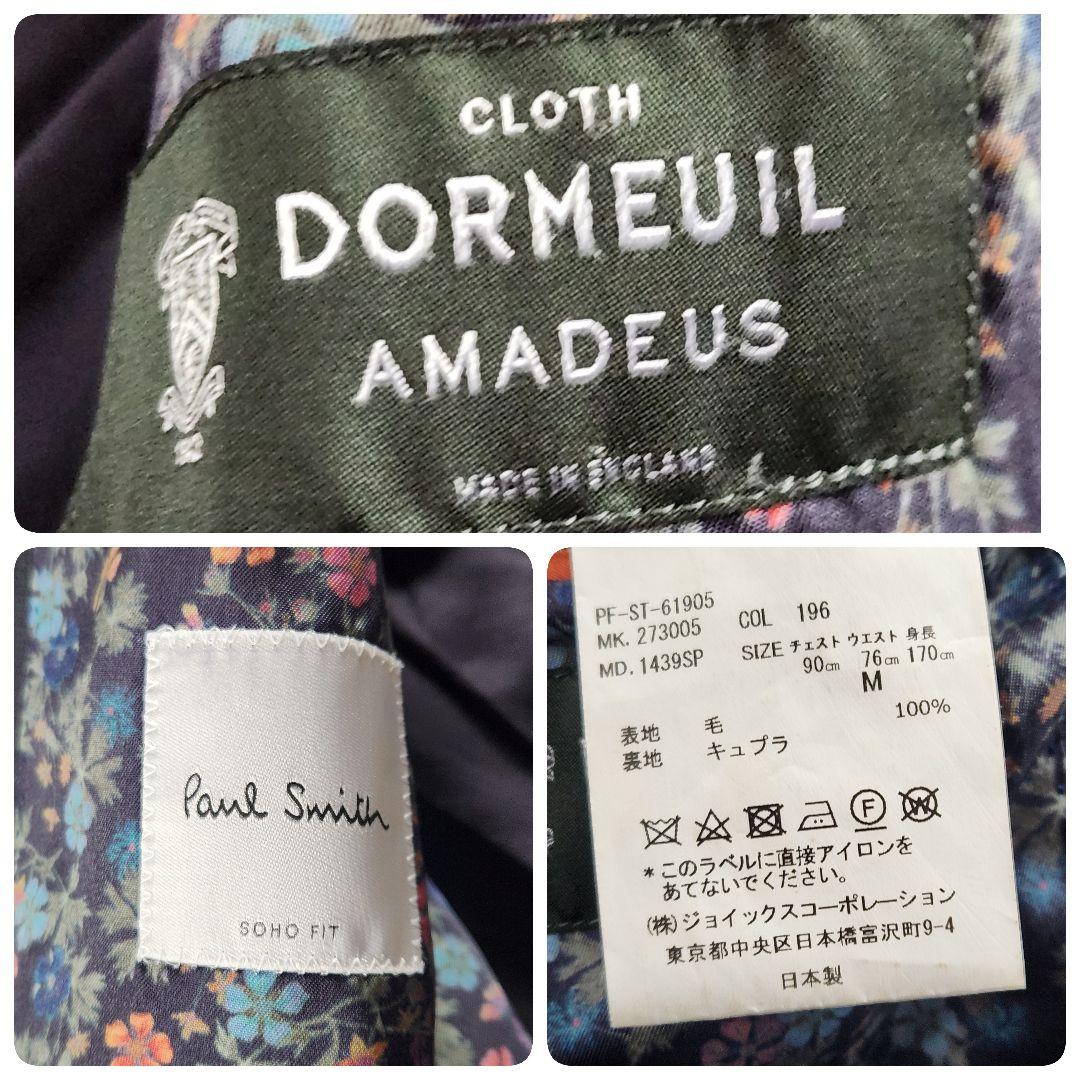 CLOTH
DORMEUIL
AMADEUS
MADE IN ENGLAND
Paul Smith
SOHO FIT
PF-ST-61905
MK. 273005 COL 196
MD. 1439SP SIZE チェスト ウエスト 身長
90㎝ 76㎝ 170㎝
M
100%
表地 毛
裏地 キュプラ
F W
*このラベルに直接アイロンを
あてないでください。
(株)ジョイックスコーポレーション
東京都中央区日本橋富沢町9-4
日本製